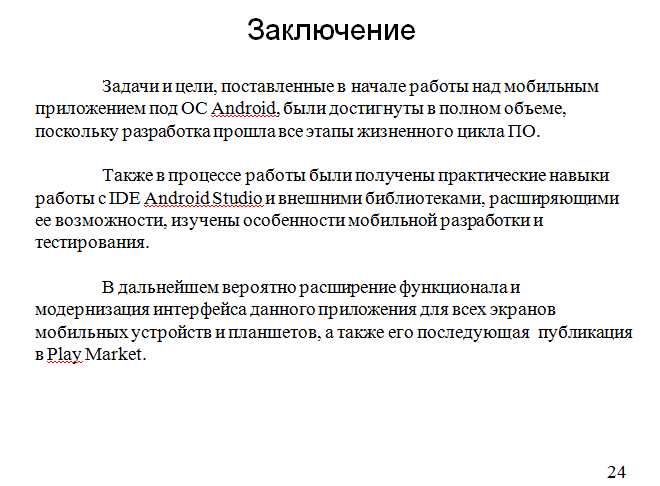 Заключение
Задачи и цели, поставленные в начале работы над мобильным
приложением под ОС Android, были достигнуты в полном объеме,
поскольку разработка прошла все этапы жизненного цикла ПО.
Также в процессе работы были получены практические навыки
работы с IDE Android Studio и внешними библиотеками, расширяющими
ее возможности, изучены особенности мобильной разработки и
тестирования.
В дальнейшем вероятно расширение функционала и
модернизация интерфейса данного приложения для всех экранов
мобильных устройств и планшетов, а также его последующая публикация
в Play Market.
24